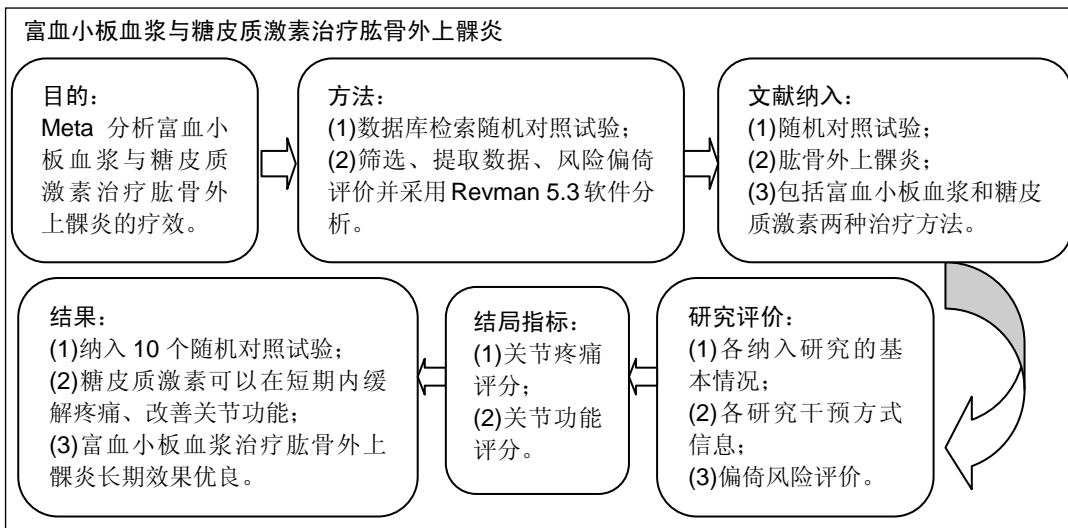 富血小板血浆与糖皮质激素治疗肱骨外上髁炎
目的：
Meta 分析富血小
板血浆与糖皮质
激素治疗肱骨外
上髁炎的疗效。
方法：
(1)数据库检索随机对照试验；
(2)筛选、提取数据、风险偏倚
评价并采用Revman 5.3软件分
析。
文献纳入：
(1)随机对照试验；
(2)肱骨外上髁炎；
(3)包括富血小板血浆和糖皮
质激素两种治疗方法。
研究评价：
(1)各纳入研究的基
本情况；
(2)各研究干预方式
信息；
(3)偏倚风险评价。
结局指标：
(1)关节疼痛
评分；
(2)关节功能
评分。
结果：
(1)纳入 10 个随机对照试验；
(2)糖皮质激素可以在短期内缓
解疼痛、改善关节功能；
(3)富血小板血浆治疗肱骨外上
髁炎长期效果优良。